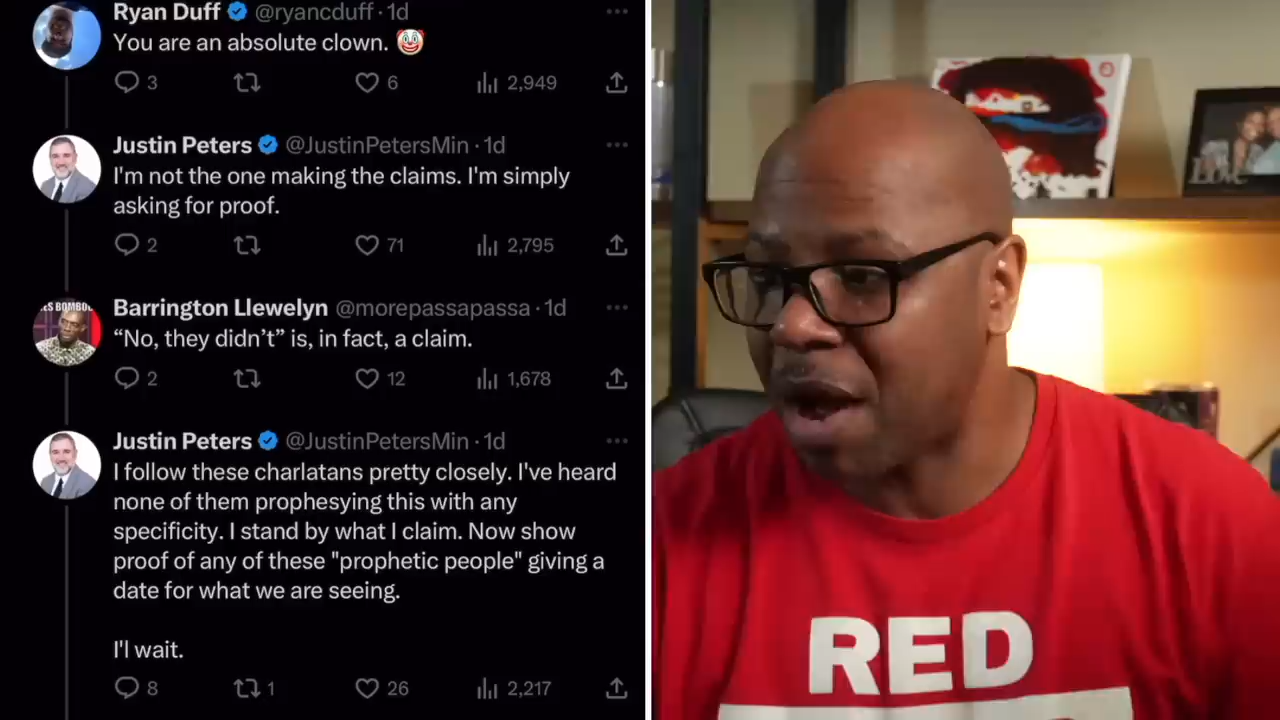 Ryan Duff @ryancduff · 1d
You are an absolute clown. 🤡
3 6 2,949
Justin Peters @JustinPetersMin · 1d
I'm not the one making the claims. I'm simply
asking for proof.
2 71 2,795
Barrington Llewelyn @morepassapassa · 1d
“No, they didn’t” is, in fact, a claim.
2 12 1,678
Justin Peters @JustinPetersMin · 1d
I follow these charlatans pretty closely. I've heard
none of them prophesying this with any
specificity. I stand by what I claim. Now show
proof of any of these "prophetic people" giving a
date for what we are seeing.
I'l wait.
8 1 26 2,217
LOVE
RED